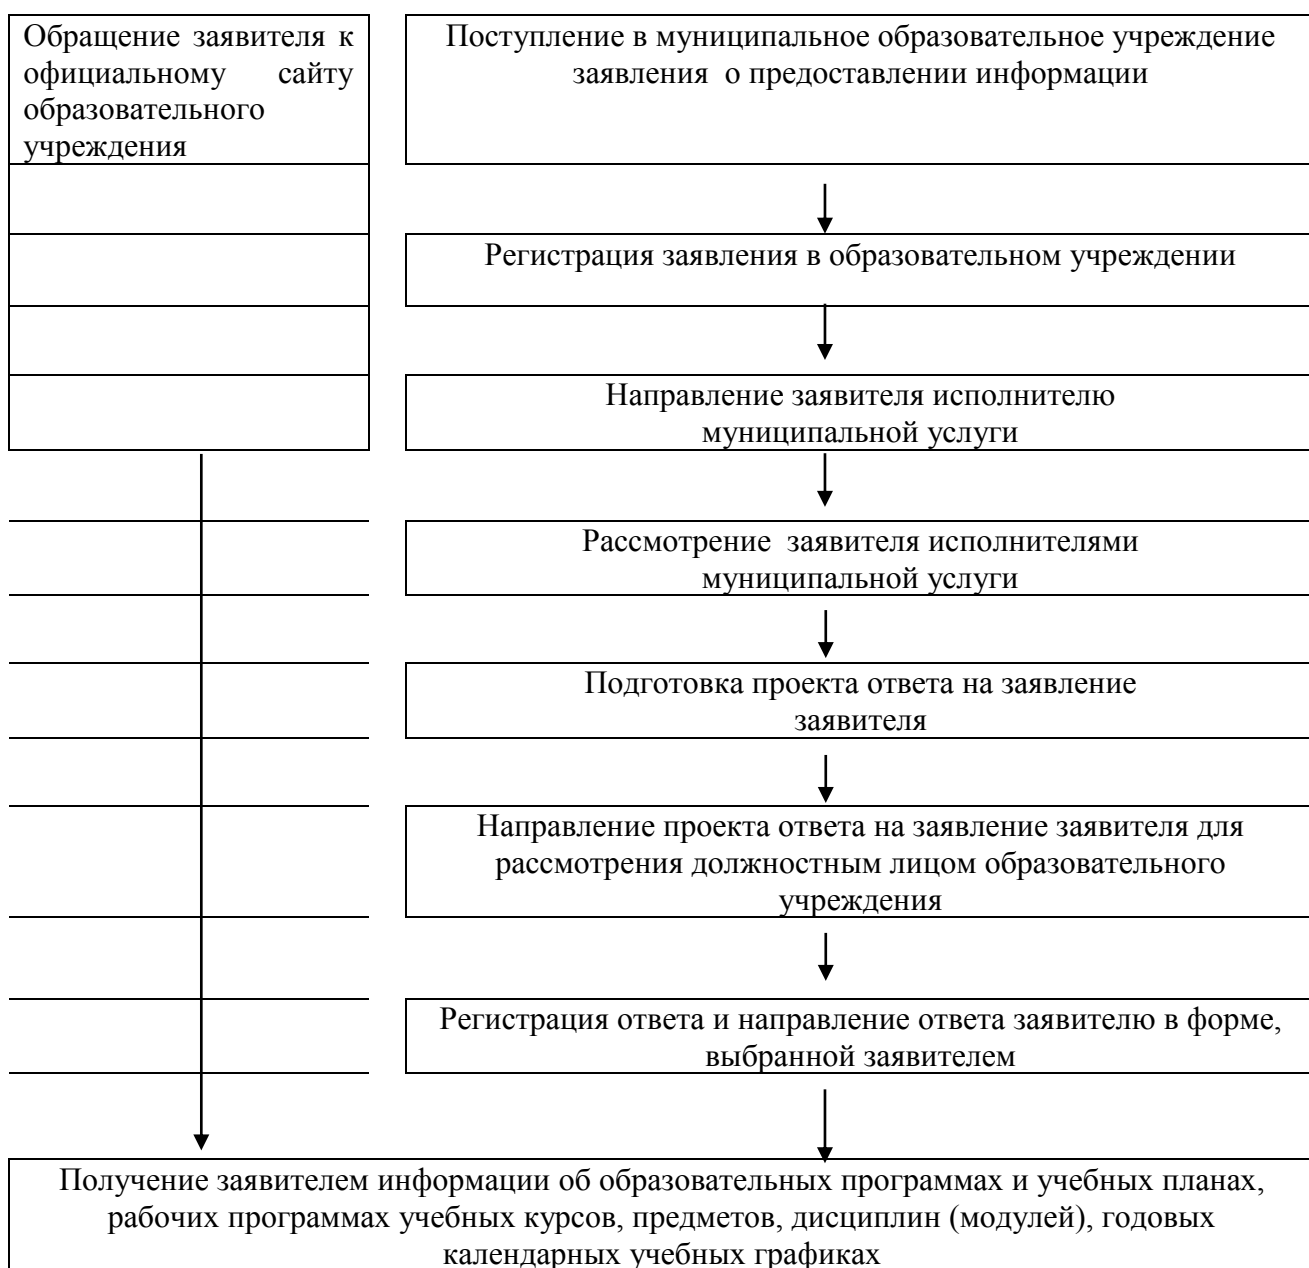 Обращение заявителя к
официальному сайту
образовательного
учреждения
Поступление в муниципальное образовательное учреждение
заявления о предоставлении информации
Регистрация заявления в образовательном учреждении
Направление заявителя исполнителю
муниципальной услуги
Рассмотрение заявителя исполнителями
муниципальной услуги
Подготовка проекта ответа на заявление
заявителя
Направление проекта ответа на заявление заявителя для
рассмотрения должностным лицом образовательного
учреждения
Регистрация ответа и направление ответа заявителю в форме,
выбранной заявителем
Получение заявителем информации об образовательных программах и учебных планах,
рабочих программах учебных курсов, предметов, дисциплин (модулей), годовых
календарных учебных графиках